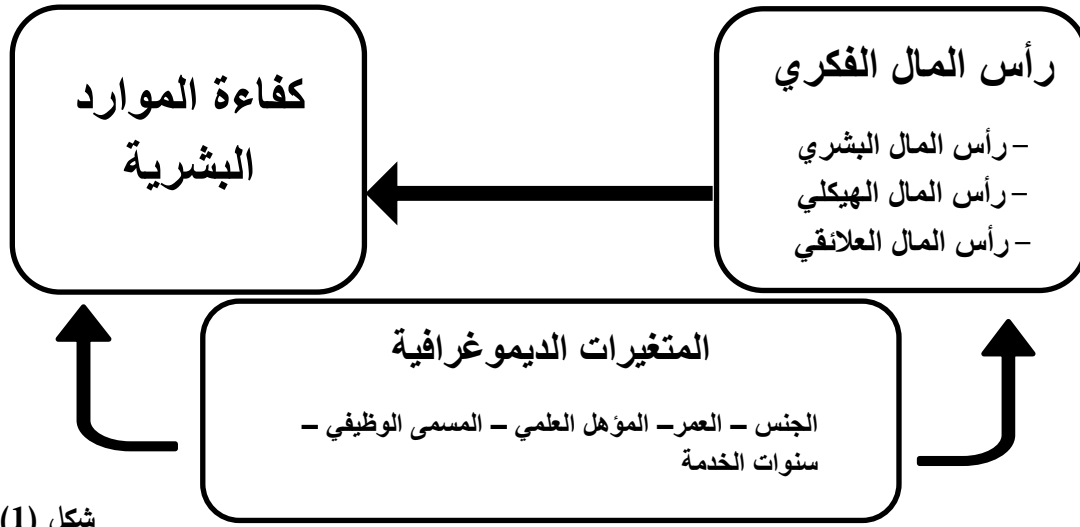 رأس المال الفكري
– رأس المال البشري
– رأس المال الهيكلي
– رأس المال العلائقي
كفاءة الموارد
البشرية
المتغيرات الديموغرافية
الجنس – العمر– المؤهل العلمي – المسمى الوظيفي –
سنوات الخدمة
شكل (1)